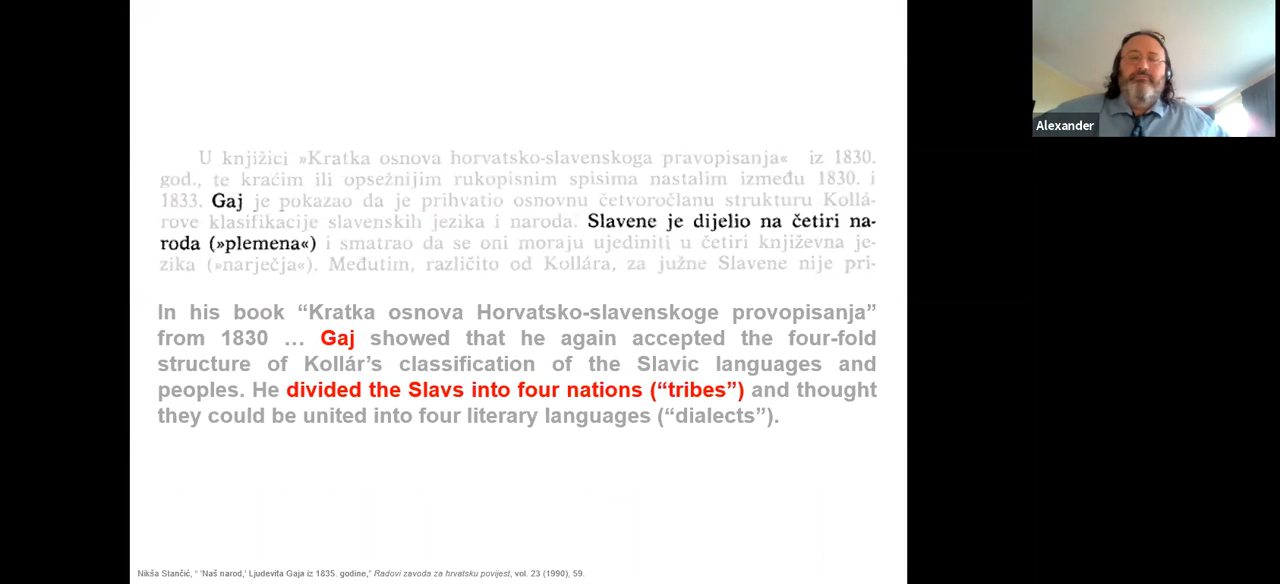 U knjižici »Kratka osnova horvatsko-slavenskoga pravopisanja« iz 1830.
god., te kraćim ili opsežnijim rukopisnim spisima nastalim između 1830. i
1833. Gaj je pokazao da je prihvatio osnovnu četveročlanu strukturu Kollá-
rove klasifikacije slavenskih jezika i naroda. Slavene je dijelio na četiri na-
roda (»plemena«) i smatrao da se oni moraju ujediniti u četiri književna je-
zika (»narječja«). Međutim, različito od Kollára, za južne Slavene nije pri-
In his book “Kratka osnova Horvatsko-slavenskoge provopisanja”
from 1830 … Gaj showed that he again accepted the four-fold
structure of Kollár’s classification of the Slavic languages and
peoples. He divided the Slavs into four nations (“tribes”) and thought
they could be united into four literary languages (“dialects”).
Nikša Stančić, “ ‘Naš narod,’ Ljudevita Gaja iz 1835. godine,” Radovi zavoda za hrvatsku povijest, vol. 23 (1990), 59.
Alexander